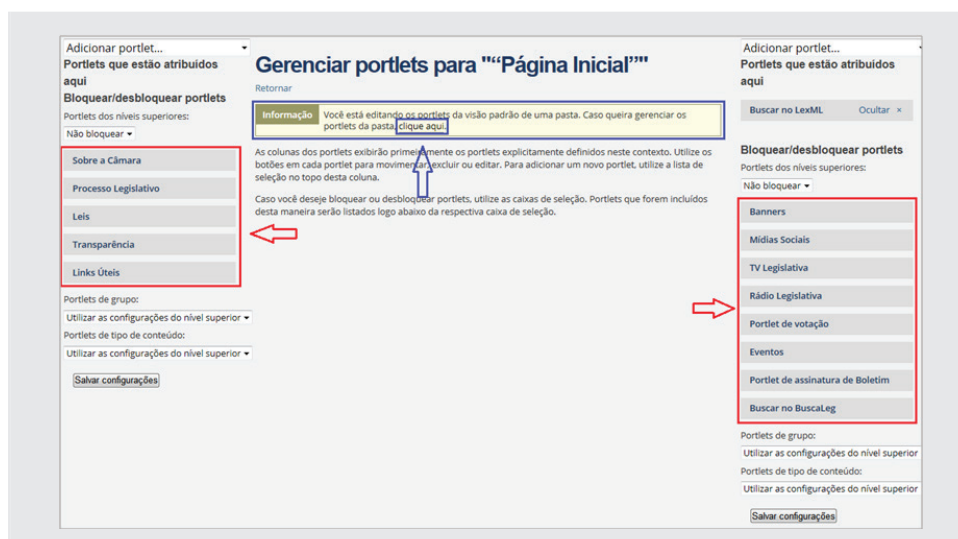 Adicionar portlet...
Portlets que estão atribuidos
aqui
Bloquear/desbloquear portlets
Portlets dos níveis superiores:
Não bloquear
Sobre a Câmara
Processo Legislativo
Leis
Transparência
Links Úteis
Portlets de grupo:
Utilizar as configurações do nível superior
Portlets de tipo de conteúdo:
Utilizar as configurações do nível superior
Salvar configurações
Gerenciar portlets para "“Página Inicial”"
Retornar
Informação
Você está editando os portlets da visão padrão de uma pasta. Caso queira gerenciar os
portlets da pasta, clique aqui.
As colunas dos portlets exibirão primeiramente os portlets explicitamente definidos neste contexto. Utilize os
botões em cada portlet para movimentar, excluir ou editar. Para adicionar um novo portlet, utilize a lista de
seleção no topo desta coluna.
Caso você deseje bloquear ou desbloquear portlets, utilize as caixas de seleção. Portlets que forem incluídos
desta maneira serão listados logo abaixo da respectiva caixa de seleção.
Adicionar portlet...
Portlets que estão atribuidos
aqui
Buscar no LexML Ocultar ×
Bloquear/desbloquear portlets
Portlets dos níveis superiores:
Não bloquear
Banners
Mídias Sociais
TV Legislativa
Rádio Legislativa
Portlet de votação
Eventos
Portlet de assinatura de Boletim
Buscar no BuscaLeg
Portlets de grupo:
Utilizar as configurações do nível superior
Portlets de tipo de conteúdo:
Utilizar as configurações do nível superior
Salvar configurações